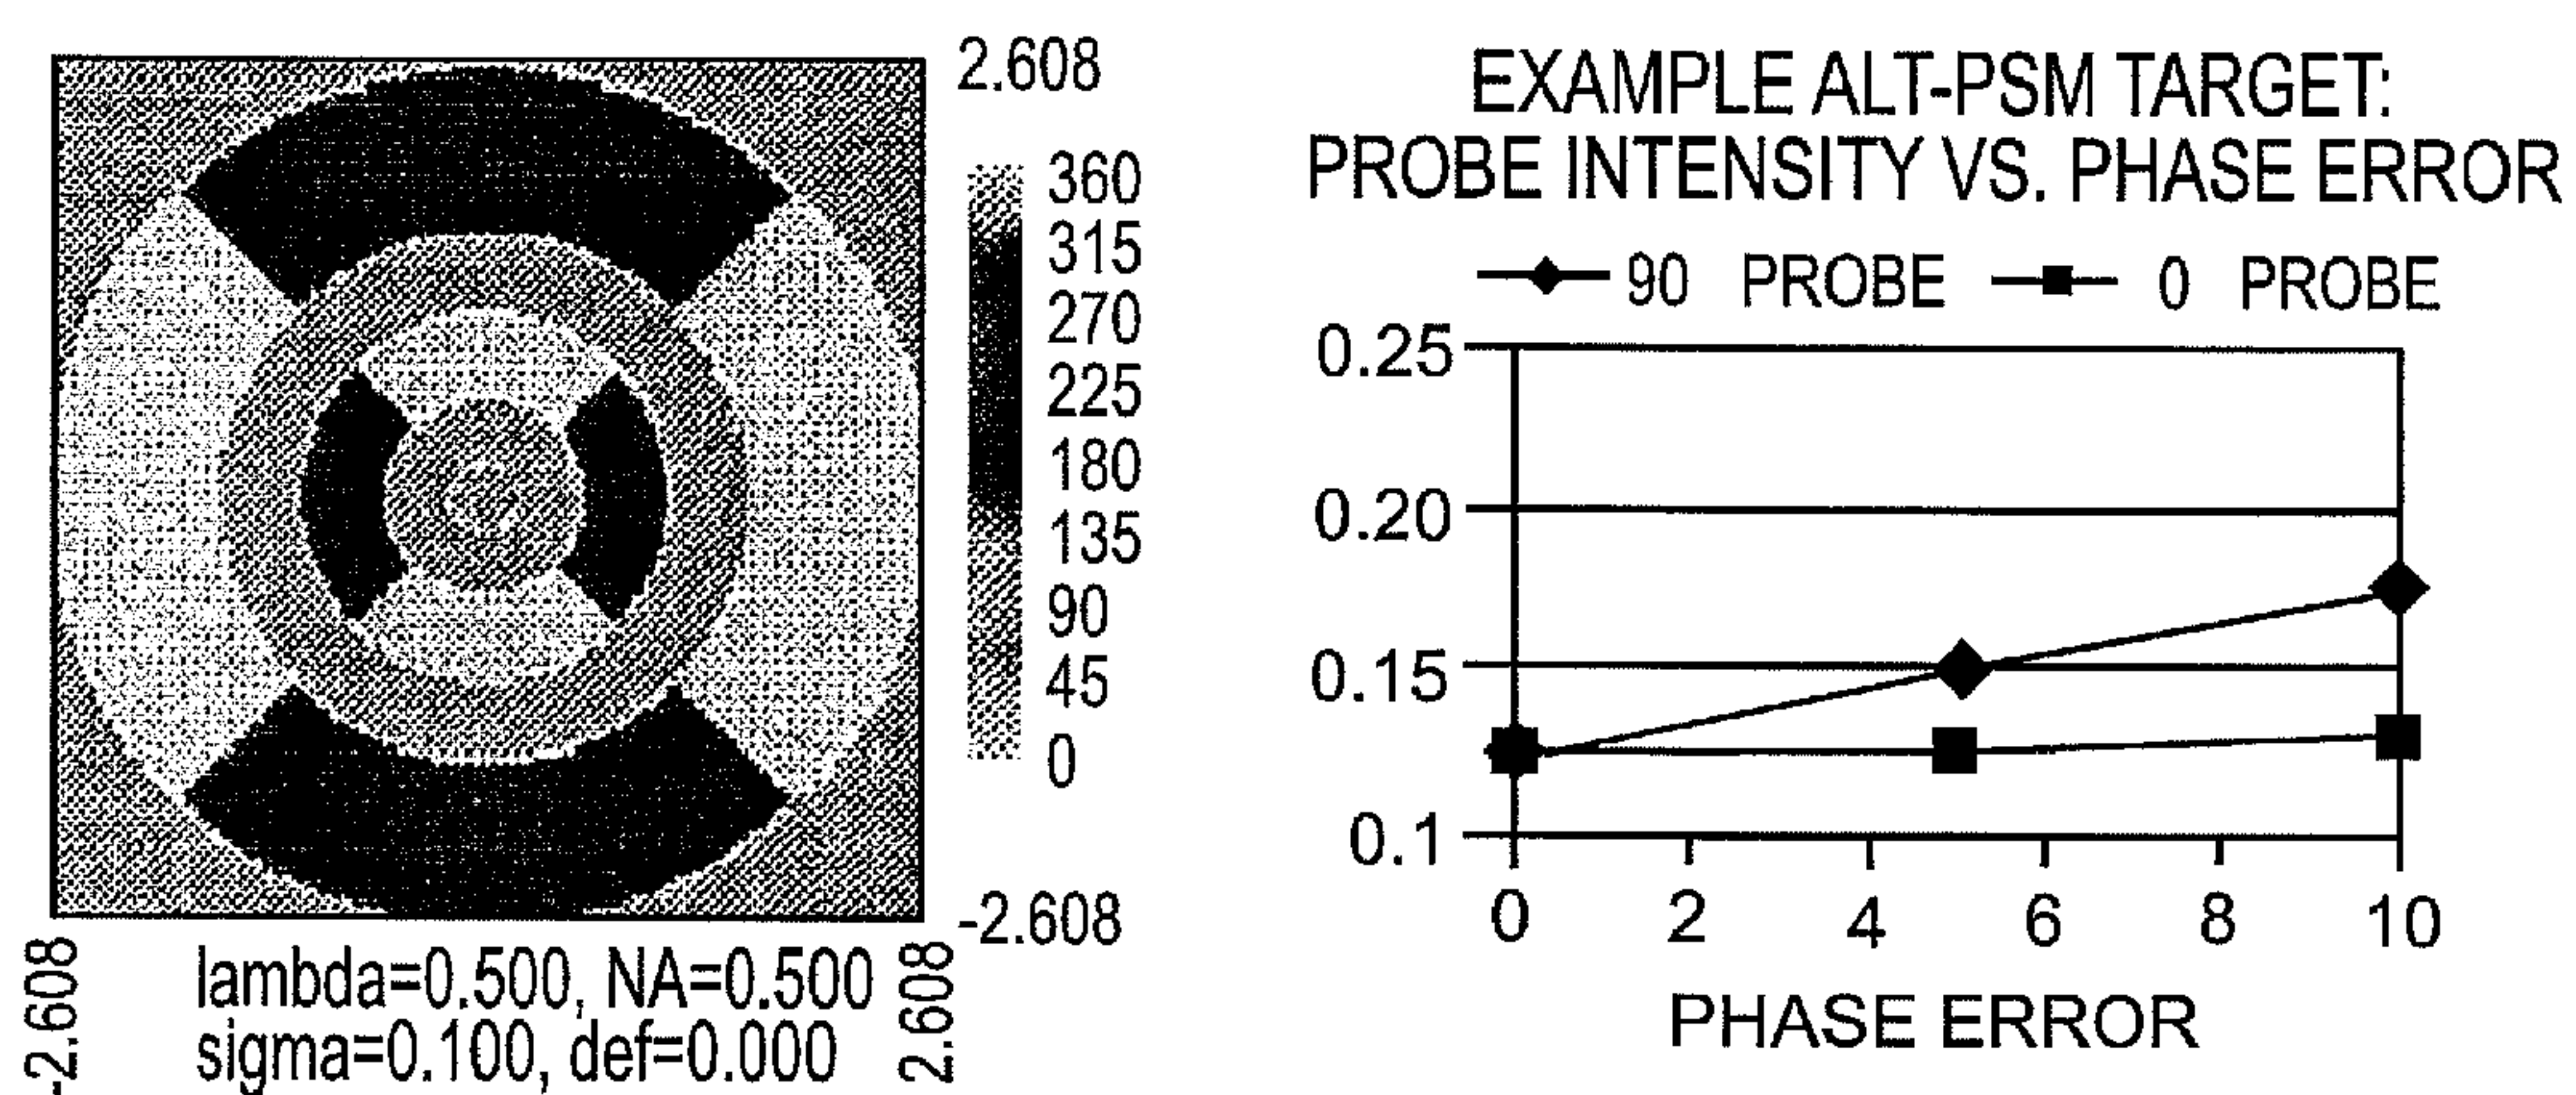 2.608
360
315
270
225
180
135
90
45
0
-2.608
-2.608
2.608
lambda=0.500, NA=0.500
sigma=0.100, def=0.000
EXAMPLE ALT-PSM TARGET:
PROBE INTENSITY VS. PHASE ERROR
90 PROBE 0 PROBE
0.25
0.20
0.15
0.1
0 2 4 6 8 10
PHASE ERROR